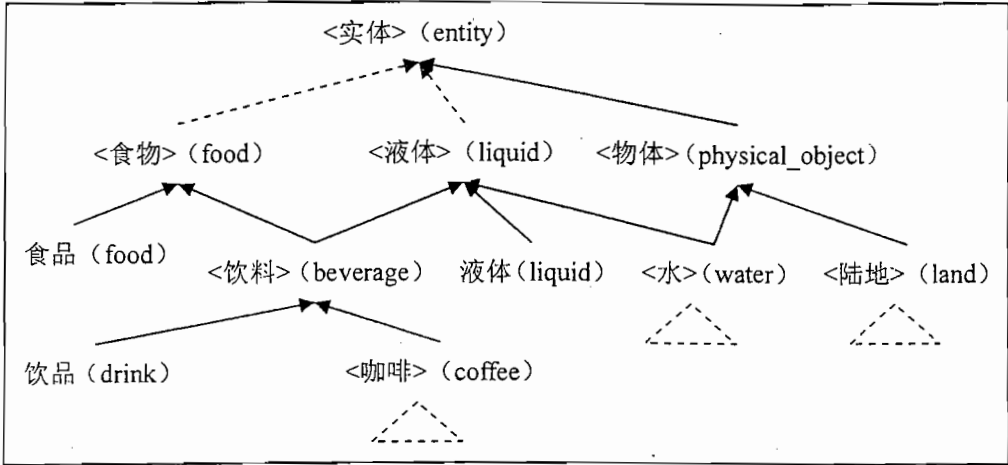 <实体>（entity）
<食物>（food） <液体>（liquid） <物体>（physical_object）
食品（food） <饮料>（beverage） 液体（liquid） <水>（water） <陆地>（land）
饮品（drink） <咖啡>（coffee）